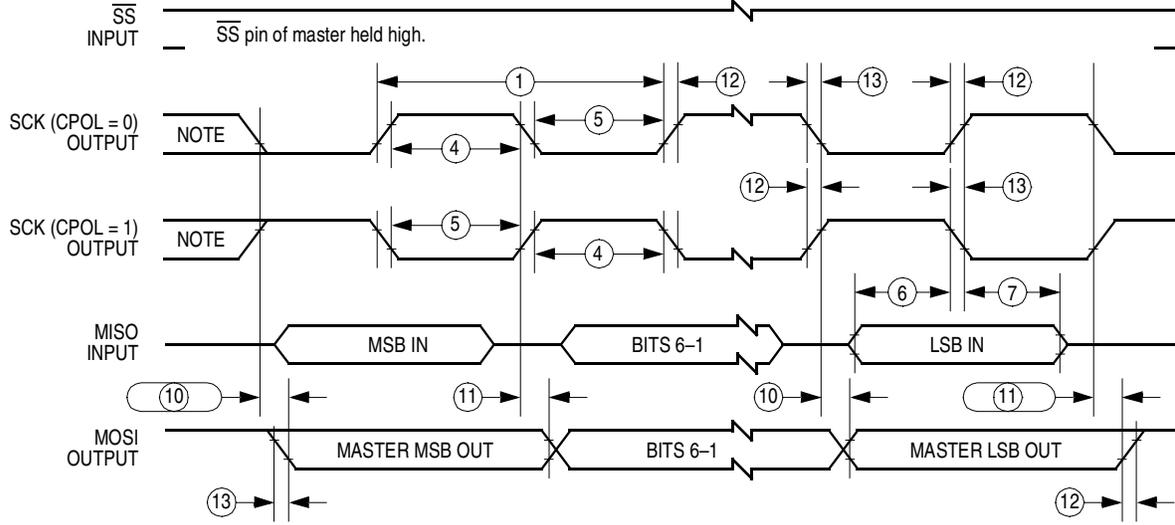 SS
INPUT
SS pin of master held high.
1
12
13
12
SCK (CPOL = 0)
OUTPUT
NOTE
5
4
12
13
SCK (CPOL = 1)
OUTPUT
NOTE
5
4
6
7
MISO
INPUT
MSB IN
BITS 6–1
LSB IN
10
11
10
11
MOSI
OUTPUT
MASTER MSB OUT
BITS 6–1
MASTER LSB OUT
13
12